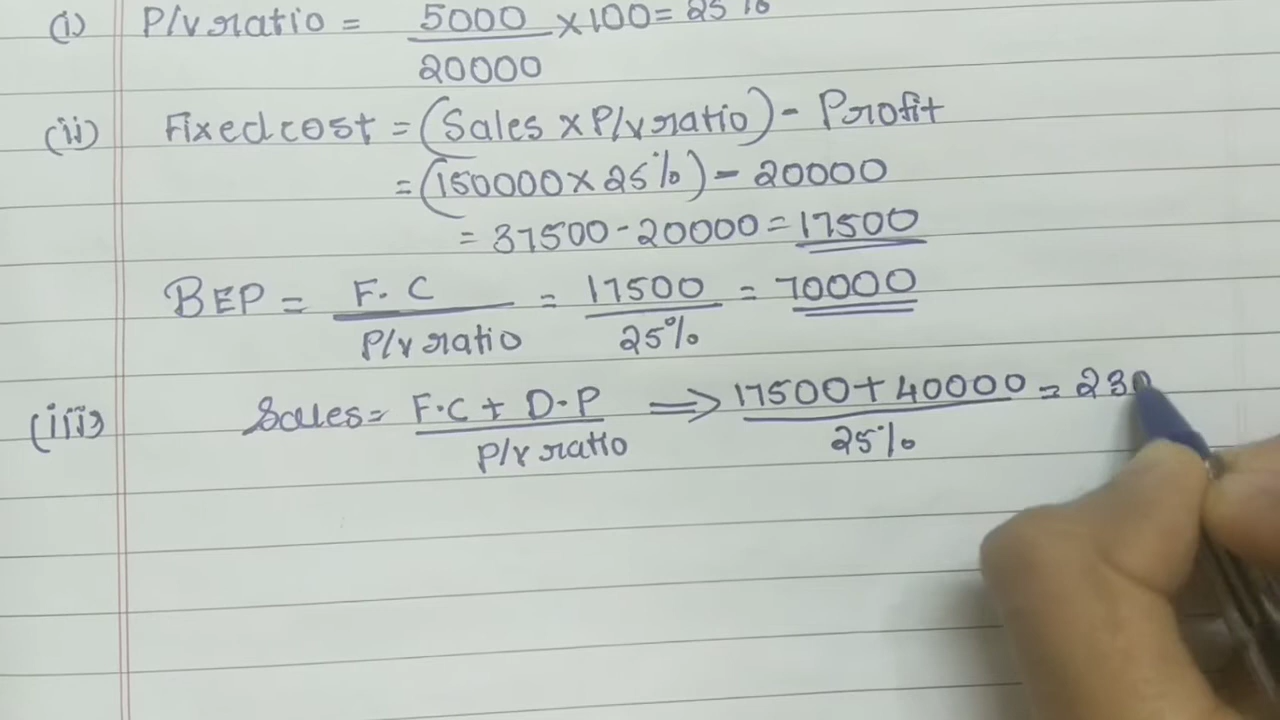 (i) P/V ratio = 5000 × 100 = 25%
20000
(ii) Fixed cost = (Sales × P/V ratio) - Profit
= (150000 × 25%) - 20000
= 37500 - 20000 = 17500
BEP = F.C = 17500 = 70000
P/V ratio 25%
(iii) Sales = F.C + D.P ⟹ 17500 + 40000 = 230
P/V ratio 25%